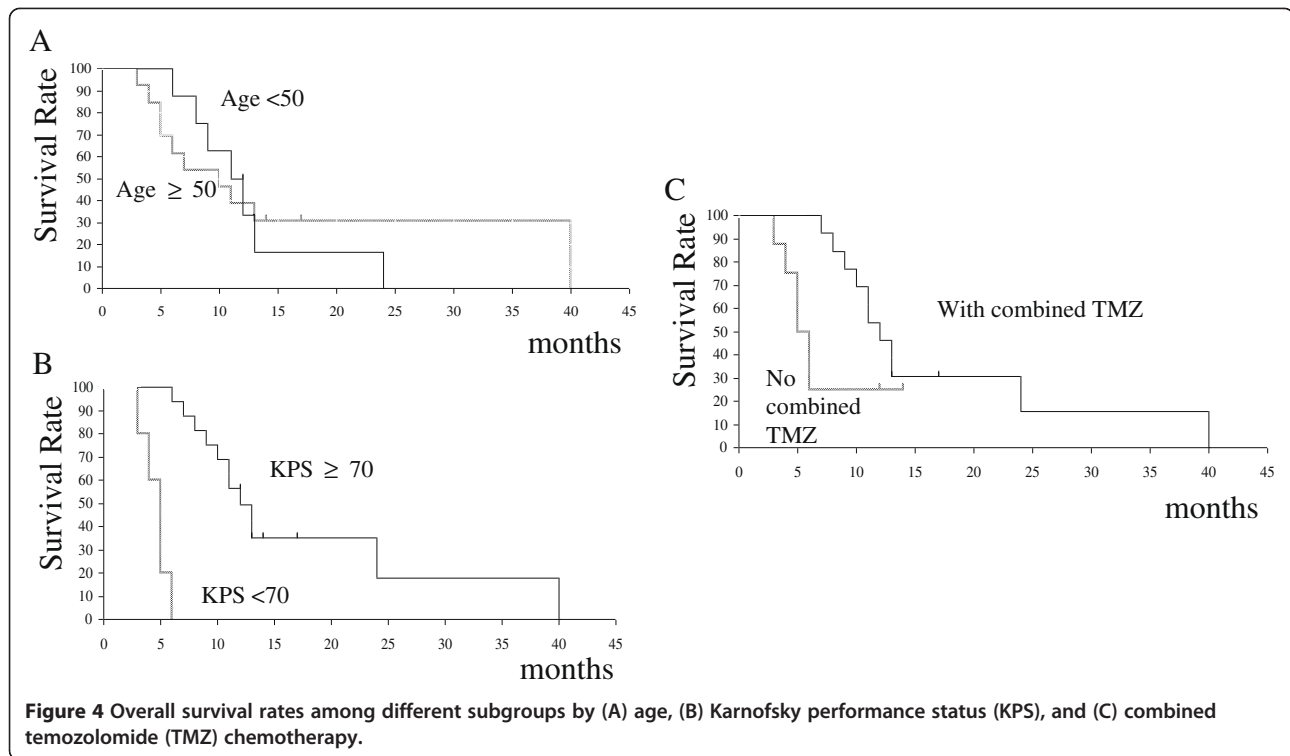 A
100
90
80
70
60
50
40
30
20
10
0
Survival Rate
Age <50
Age ≥ 50
0 5 10 15 20 25 30 35 40 45
months
B
100
90
80
70
60
50
40
30
20
10
0
Survival Rate
KPS ≥ 70
KPS <70
0 5 10 15 20 25 30 35 40 45
months
C
100
90
80
70
60
50
40
30
20
10
0
Survival Rate
With combined TMZ
No
combined
TMZ
0 5 10 15 20 25 30 35 40 45
months
Figure 4 Overall survival rates among different subgroups by (A) age, (B) Karnofsky performance status (KPS), and (C) combined
temozolomide (TMZ) chemotherapy.